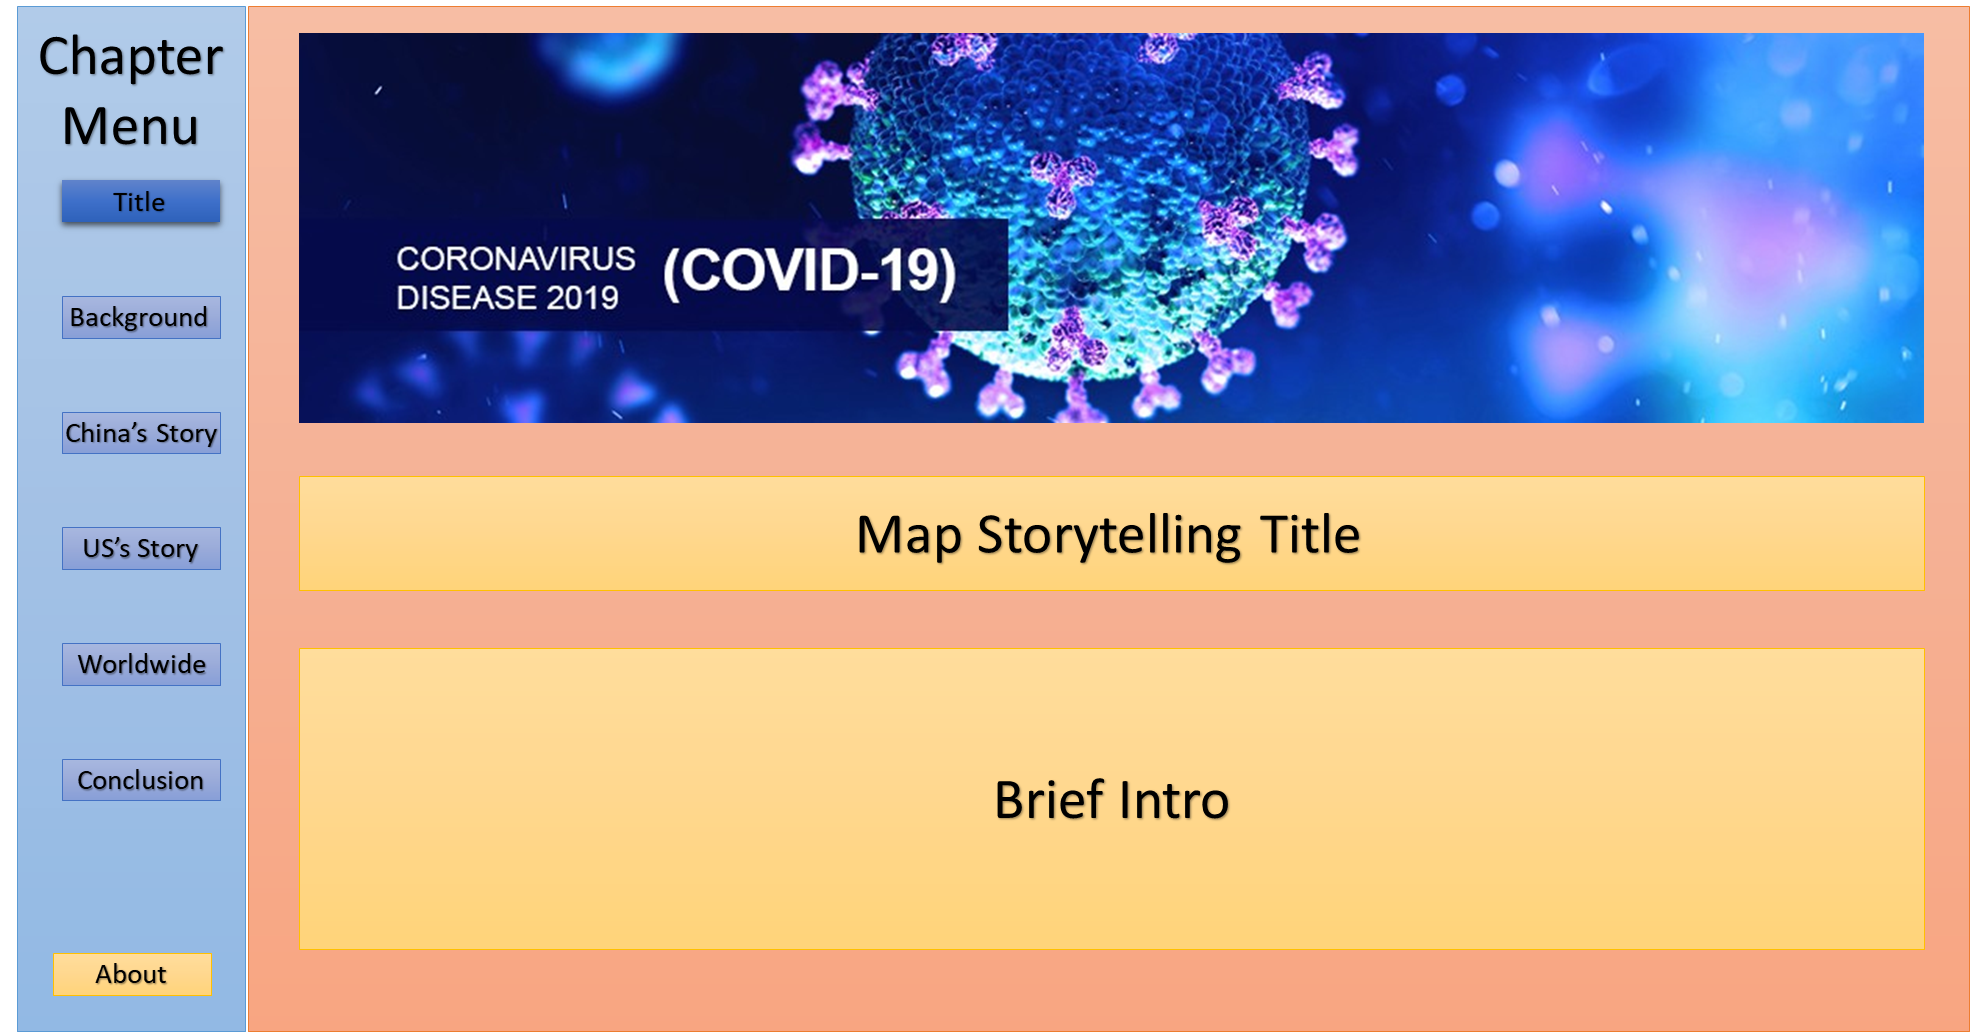 Chapter
Menu
Title
Background
China’s Story
US’s Story
Worldwide
Conclusion
About
CORONAVIRUS
DISEASE 2019
(COVID-19)
Map Storytelling Title
Brief Intro